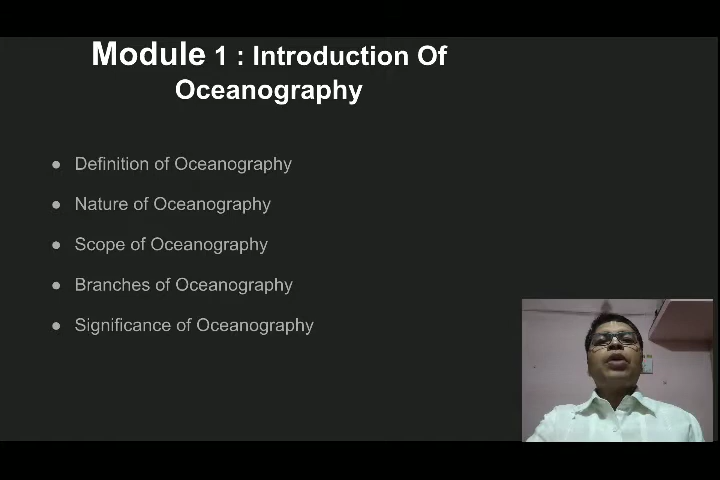 Module 1 : Introduction Of
Oceanography
● Definition of Oceanography
● Nature of Oceanography
● Scope of Oceanography
● Branches of Oceanography
● Significance of Oceanography